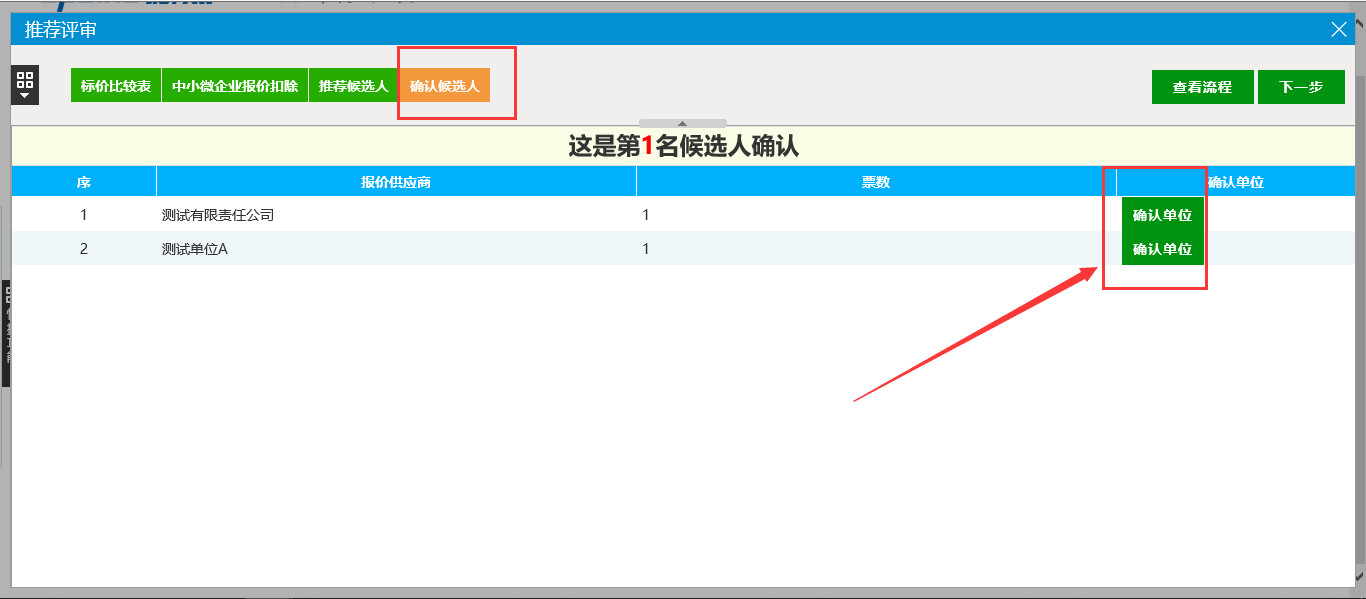 推荐评审
标价比较表 中小微企业报价扣除 推荐候选人 确认候选人 查看流程 下一步
这是第1名候选人确认
序 报价供应商 票数 确认单位
1 测试有限责任公司 1 确认单位
2 测试单位A 1 确认单位